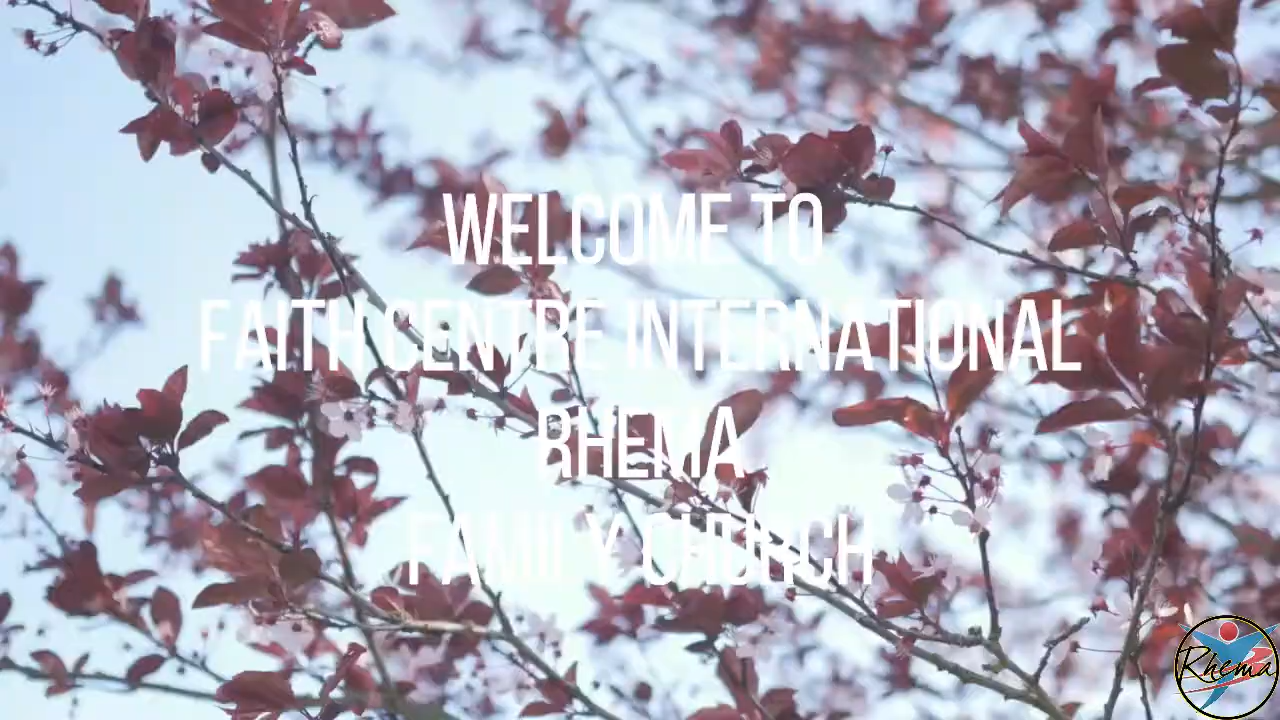 WELCOME TO
FAITH CENTRE INTERNATIONAL
RHEMA
FAMILY CHURCH
Rhema